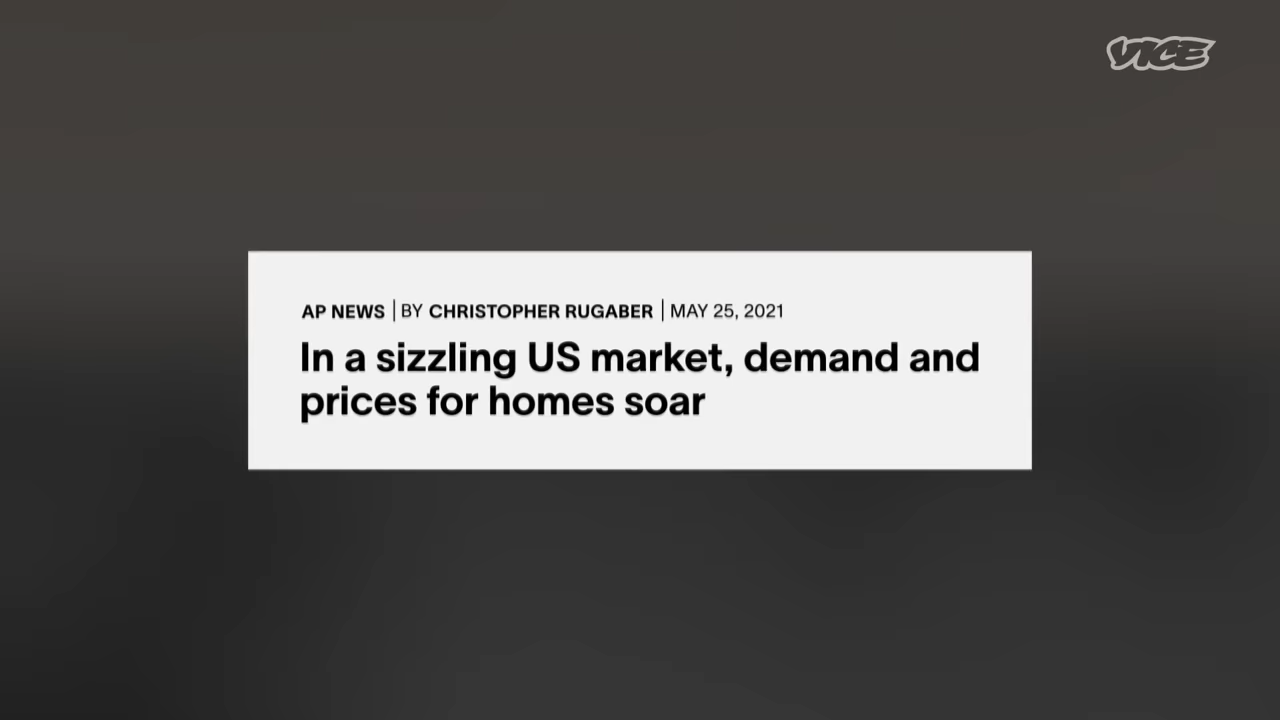 VICE
AP NEWS | BY CHRISTOPHER RUGABER | MAY 25, 2021
In a sizzling US market, demand and
prices for homes soar